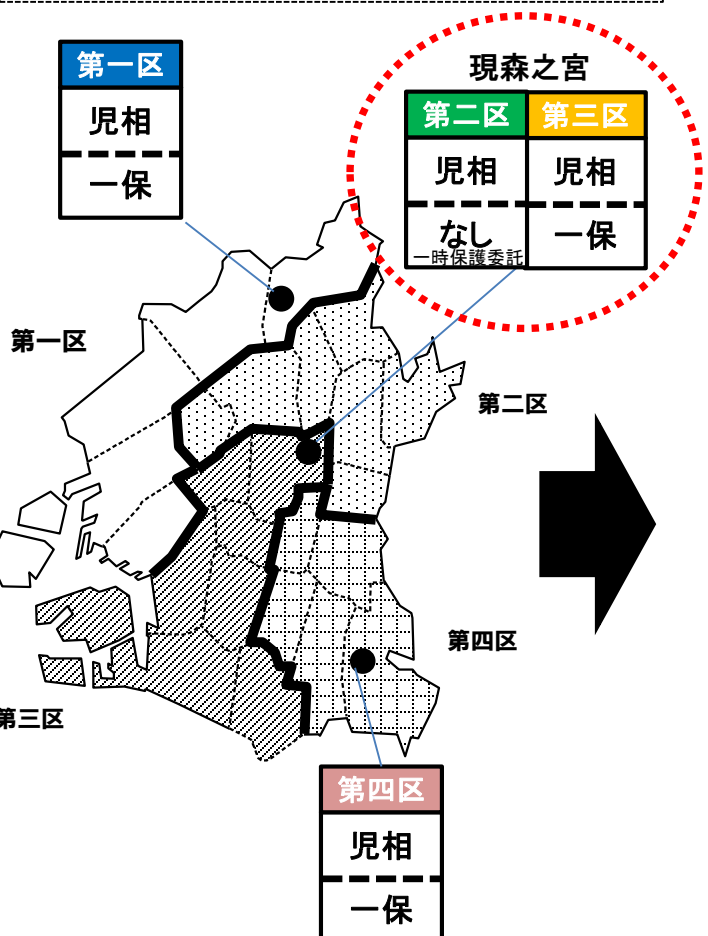 第一区
児相
一保
現森之宮
第二区 第三区
児相 児相
なし 一保
一時保護委託
第一区
第二区
第四区
第三区
第四区
児相
一保